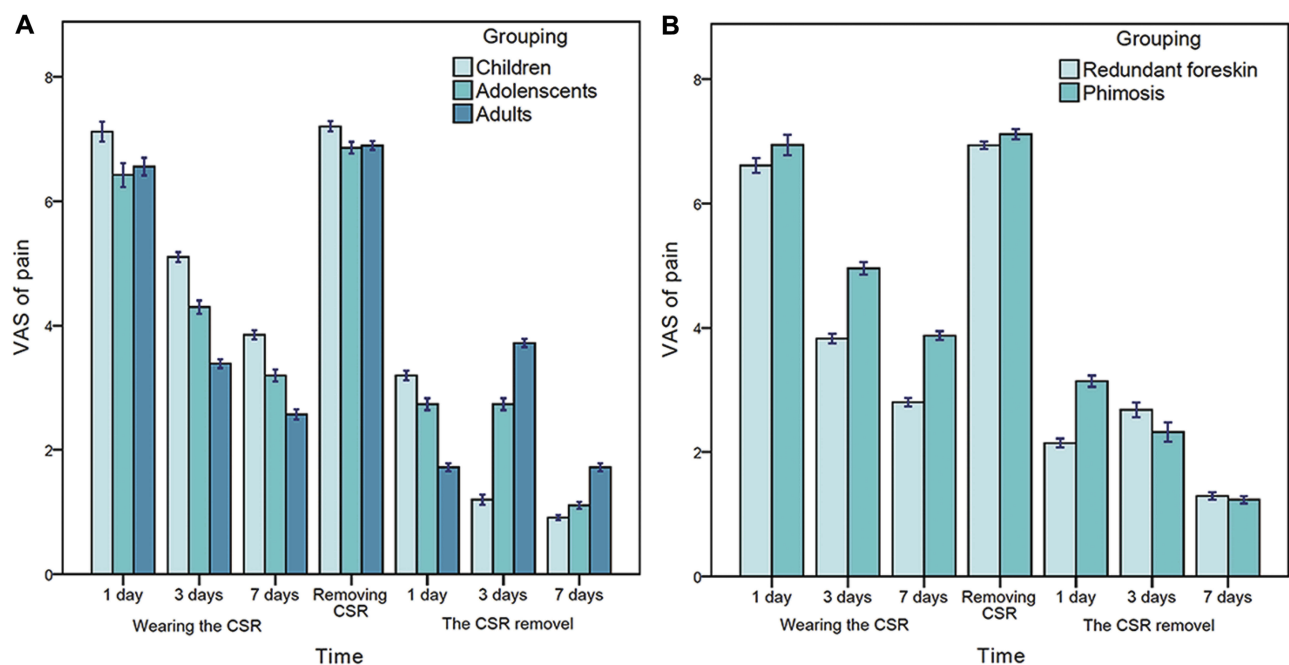 A
Grouping
Children
Adolenscents
Adults
VAS of pain
8
6
4
2
0
1 day 3 days 7 days Removing CSR 1 day 3 days 7 days
Wearing the CSR The CSR removel
Time
B
Grouping
Redundant foreskin
Phimosis
VAS of pain
8
6
4
2
0
1 day 3 days 7 days Removing CSR 1 day 3 days 7 days
Wearing the CSR The CSR removel
Time